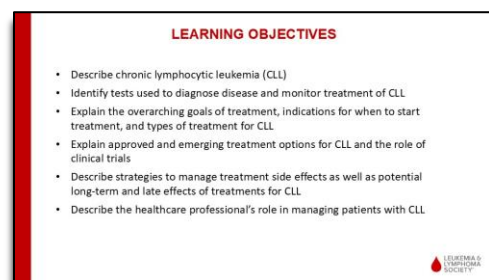 LEARNING OBJECTIVES
• Describe chronic lymphocytic leukemia (CLL)
• Identify tests used to diagnose disease and monitor treatment of CLL
• Explain the overarching goals of treatment, indications for when to start
treatment, and types of treatment for CLL
• Explain approved and emerging treatment options for CLL and the role of
clinical trials
• Describe strategies to manage treatment side effects as well as potential
long-term and late effects of treatments for CLL
• Describe the healthcare professional's role in managing patients with CLL
LEUKEMIA &
LYMPHOMA
SOCIETY